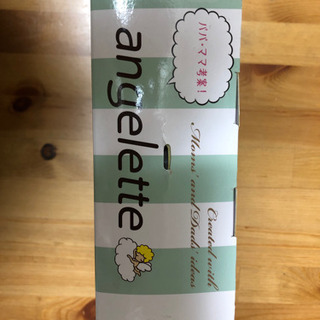 パパ・ママ考案!
Created with
Moms' and Dads' ideas
angelette